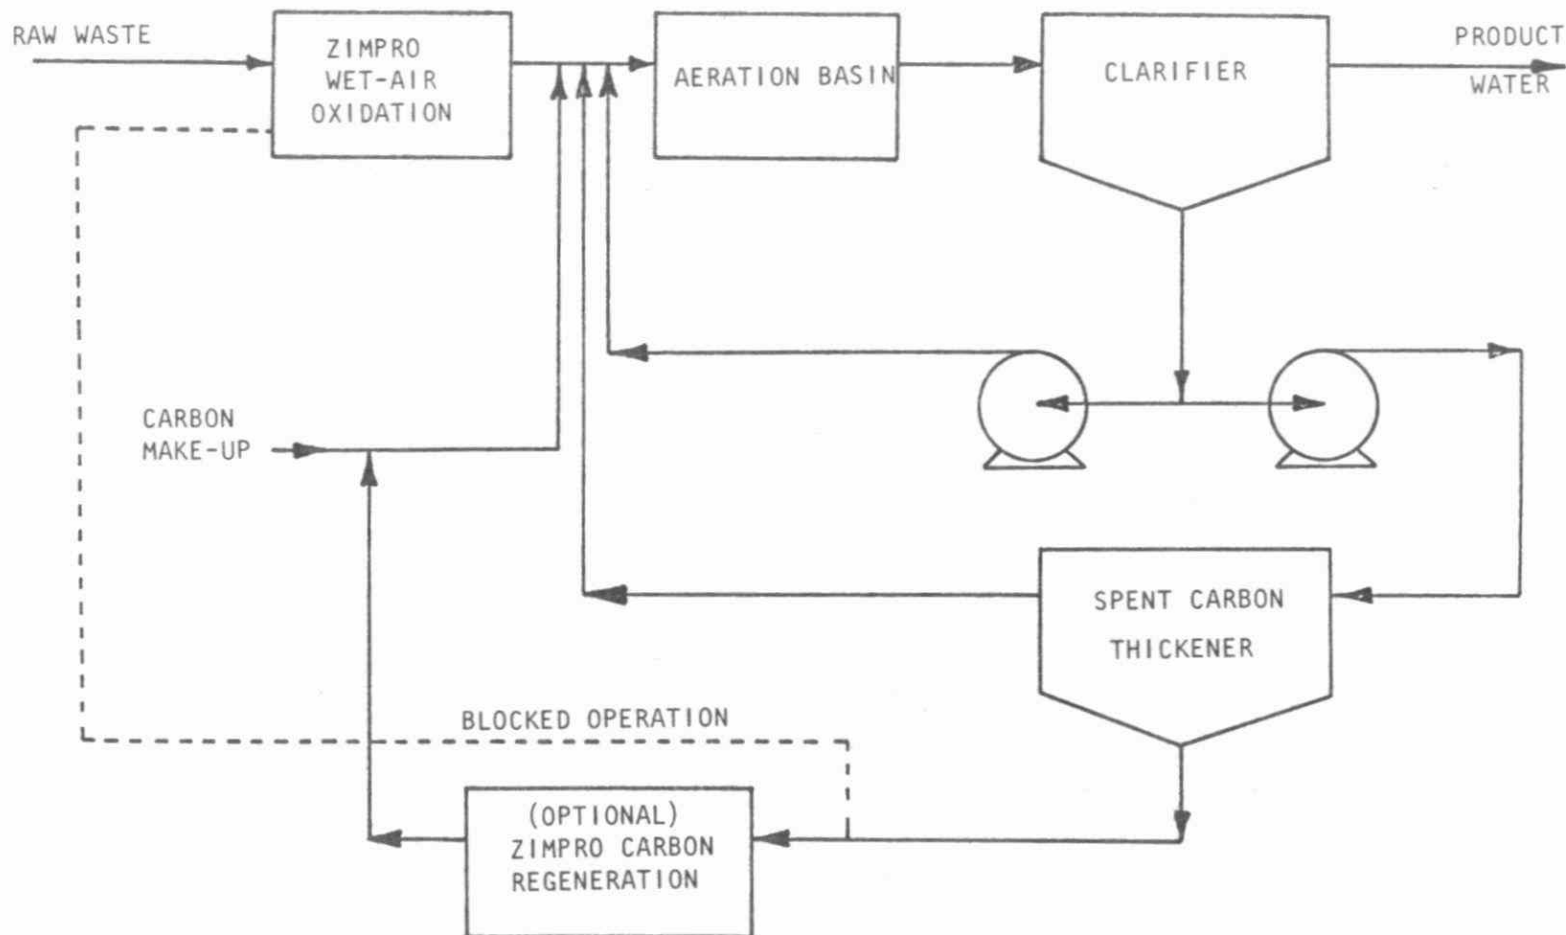 RAW WASTE
ZIMPRO
WET-AIR
OXIDATION
AERATION BASIN
CLARIFIER
PRODUCT
WATER
CARBON
MAKE-UP
SPENT CARBON
THICKENER
BLOCKED OPERATION
(OPTIONAL)
ZIMPRO CARBON
REGENERATION